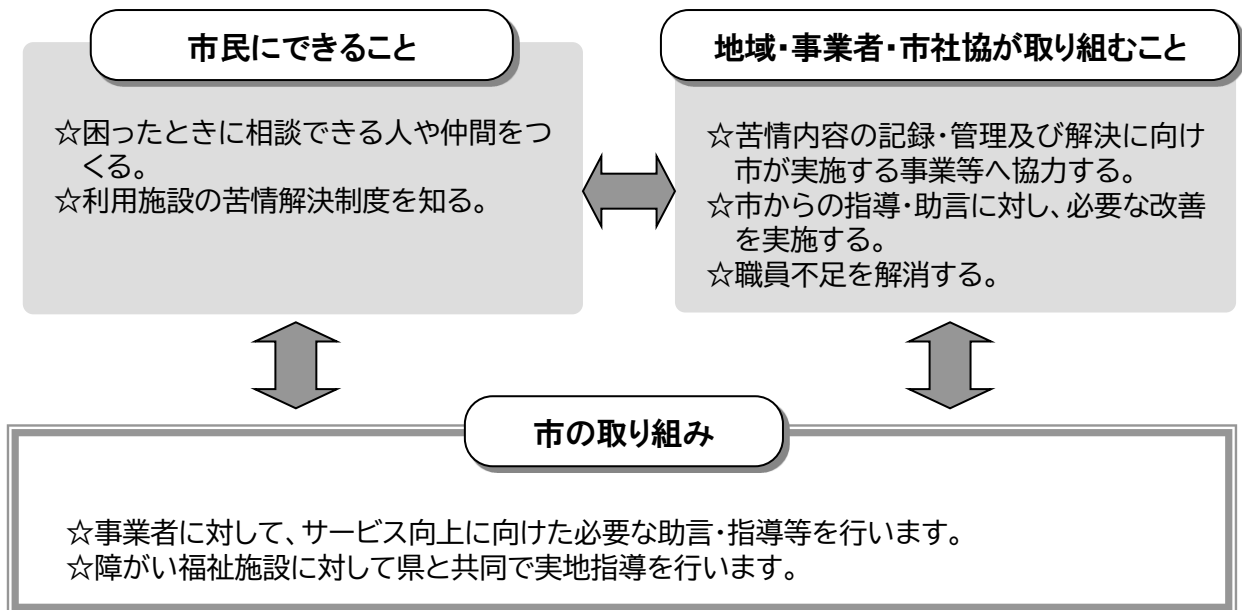 市民にできること
☆困ったときに相談できる人や仲間をつ
くる。
☆利用施設の苦情解決制度を知る。
地域・事業者・市社協が取り組むこと
☆苦情内容の記録・管理及び解決に向け
市が実施する事業等へ協力する。
☆市からの指導・助言に対し、必要な改善
を実施する。
☆職員不足を解消する。
市の取り組み
☆事業者に対して、サービス向上に向けた必要な助言・指導等を行います。
☆障がい福祉施設に対して県と共同で実地指導を行います。